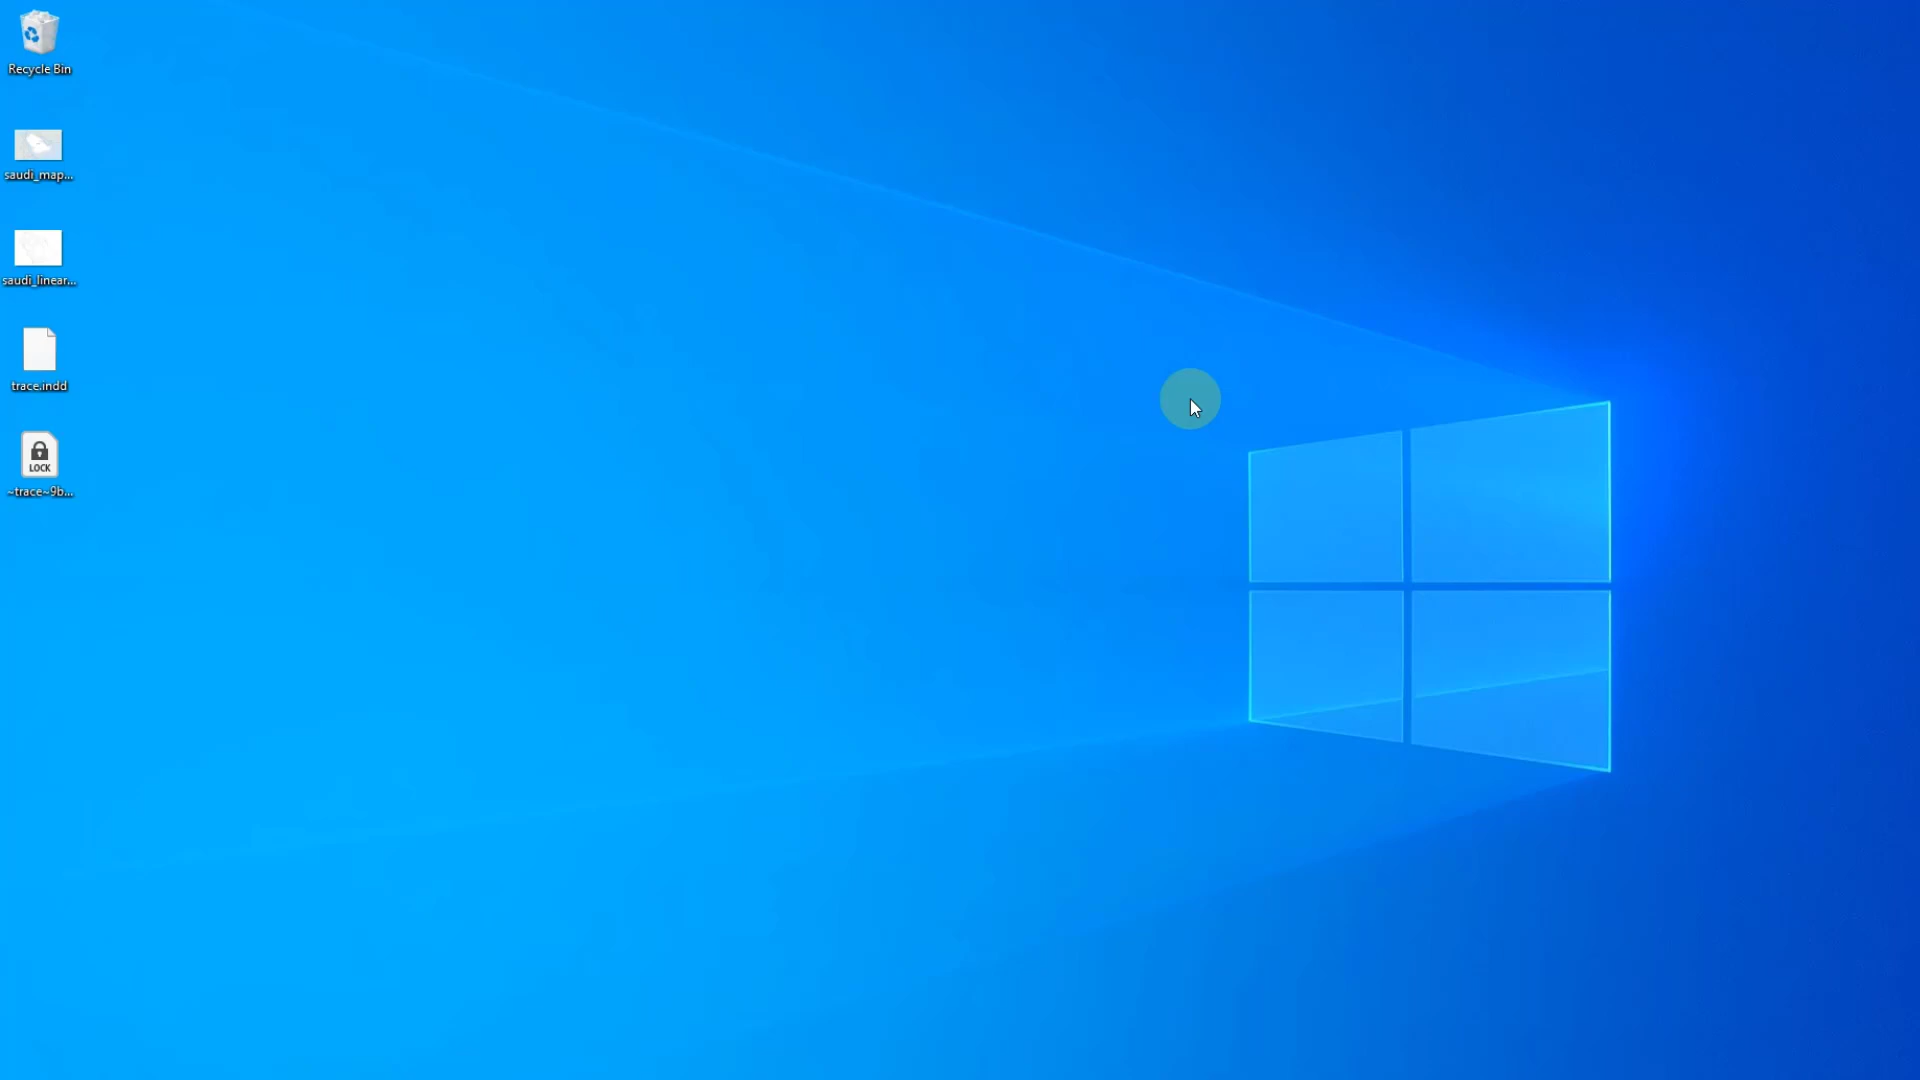 Recycle Bin
saudi_map...
saudi_linear...
trace.indd
LOCK
~trace~9b...